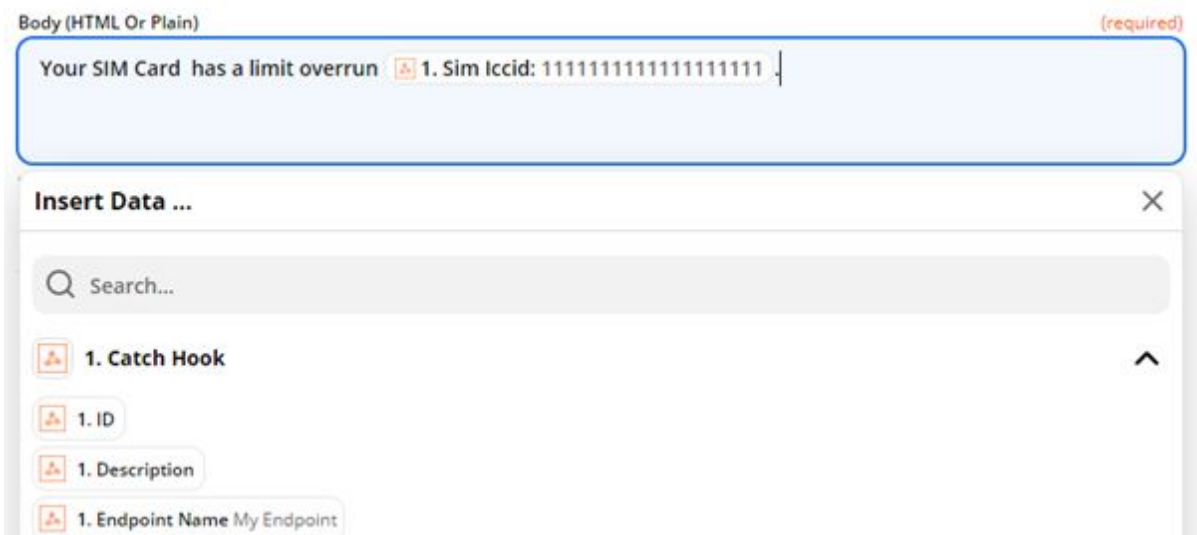 Body (HTML Or Plain) (required)
Your SIM Card has a limit overrun 1. Sim Iccid: 1111111111111111111 .
Insert Data ...
Search...
1. Catch Hook
1. ID
1. Description
1. Endpoint Name My Endpoint